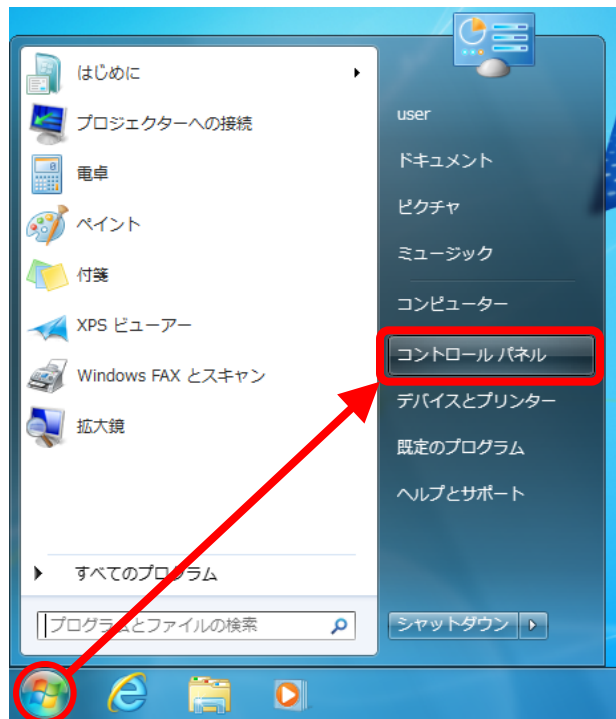 はじめに
プロジェクターへの接続
電卓
ペイント
付箋
XPS ビューアー
Windows FAX とスキャン
拡大鏡
すべてのプログラム
プログラムとファイルの検索
user
ドキュメント
ピクチャ
ミュージック
コンピューター
コントロール パネル
デバイスとプリンター
既定のプログラム
ヘルプとサポート
シャットダウン